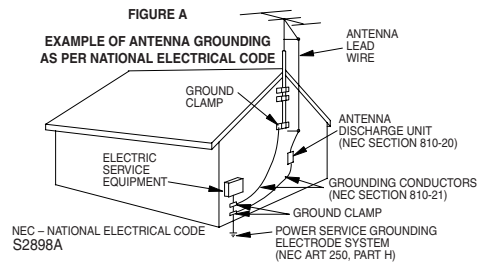 FIGURE A
EXAMPLE OF ANTENNA GROUNDING
AS PER NATIONAL ELECTRICAL CODE
ANTENNA
LEAD
WIRE
GROUND
CLAMP
ANTENNA
DISCHARGE UNIT
(NEC SECTION 810-20)
ELECTRIC
SERVICE
EQUIPMENT
GROUNDING CONDUCTORS
(NEC SECTION 810-21)
GROUND CLAMP
POWER SERVICE GROUNDING
ELECTRODE SYSTEM
(NEC ART 250, PART H)
NEC – NATIONAL ELECTRICAL CODE
S2898A